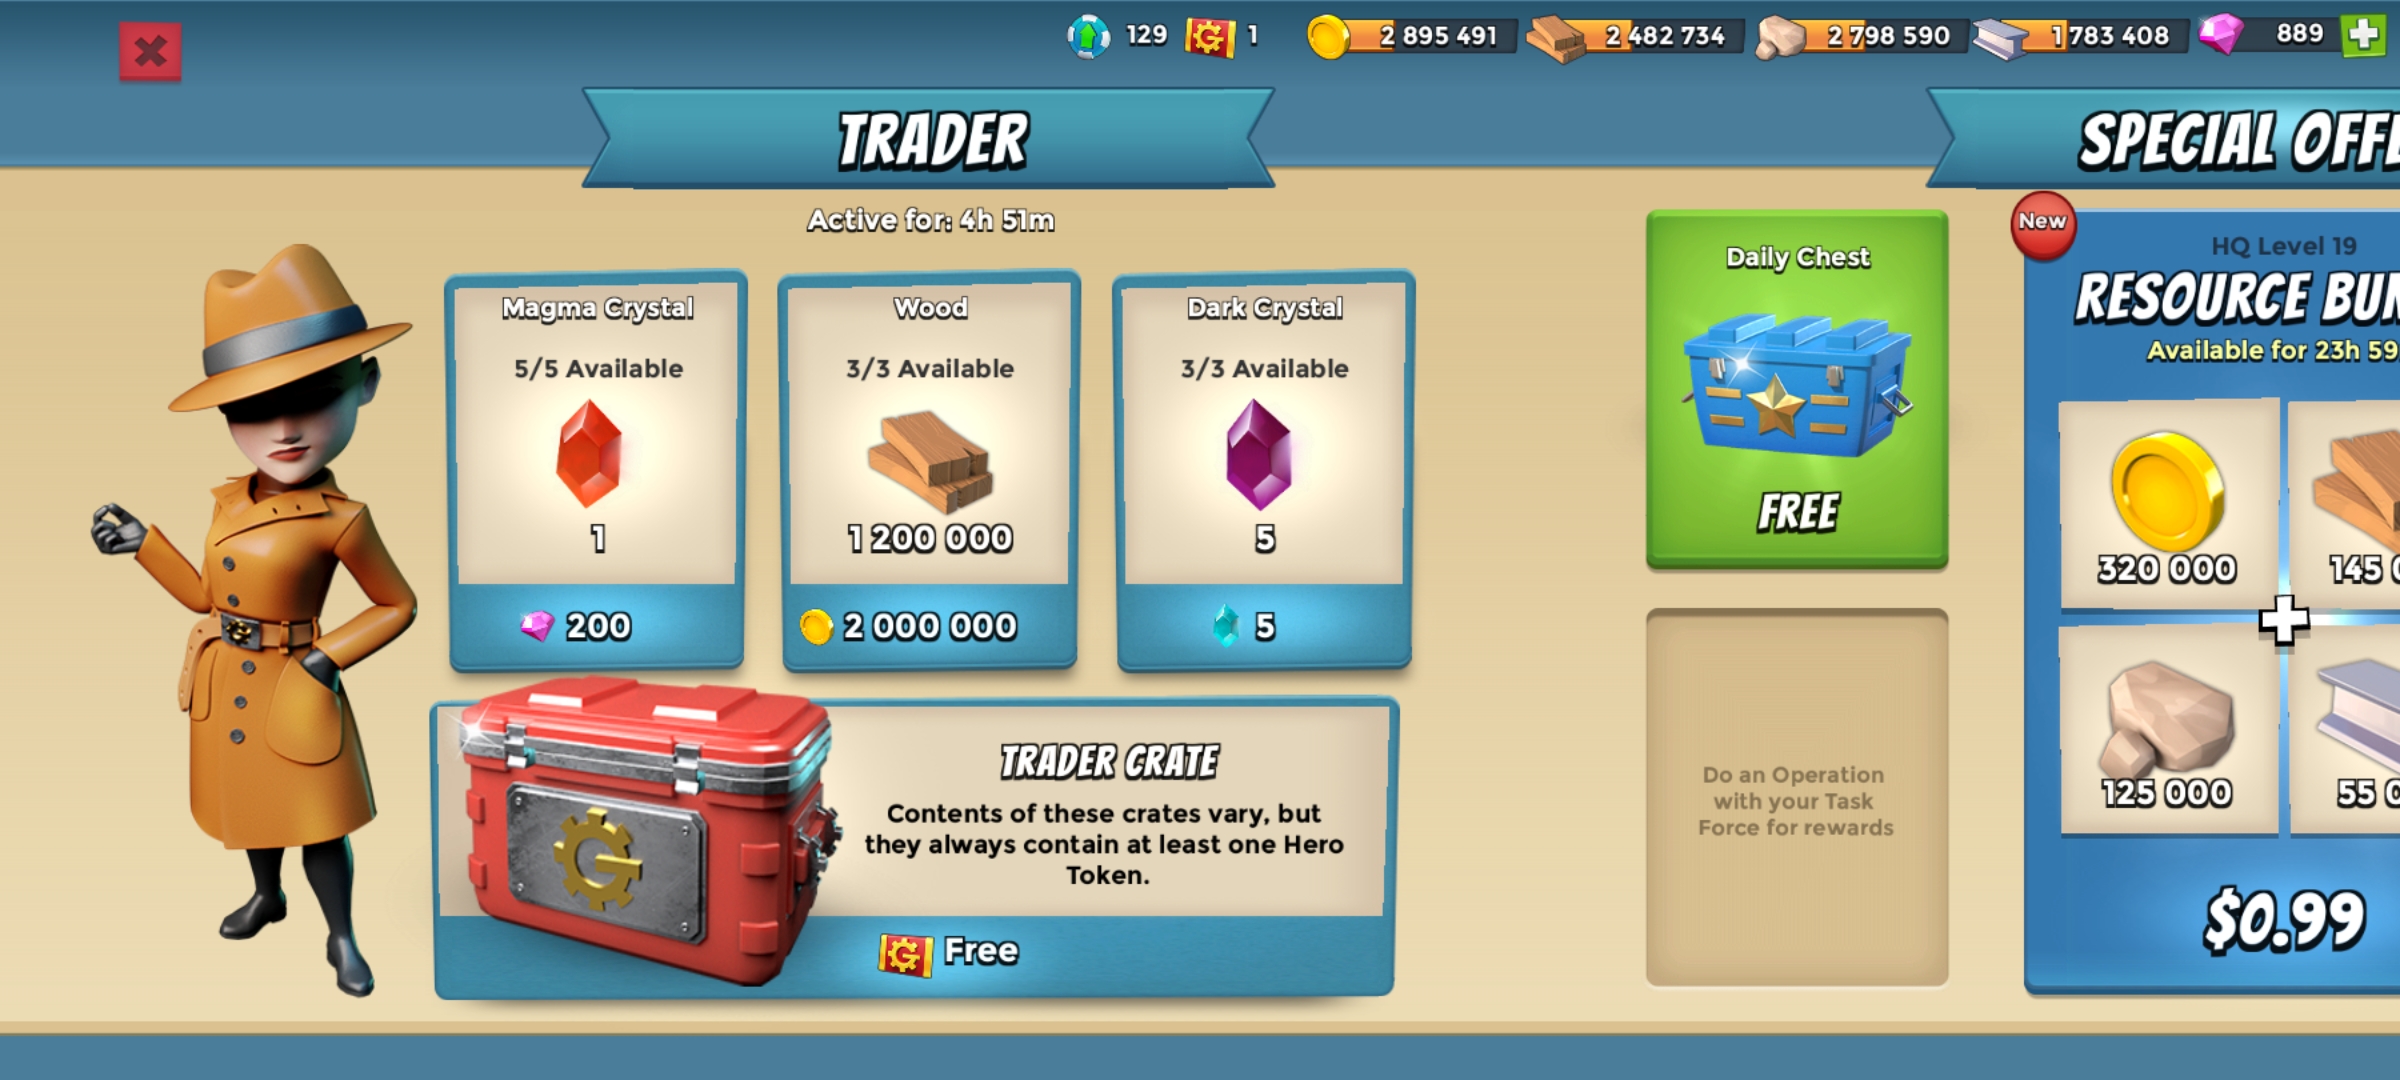 129
1
2 895 491
2 482 734
2 798 590
1 783 408
889
TRADER
Active for: 4h 51m
Magma Crystal
5/5 Available
1
200
Wood
3/3 Available
1 200 000
2 000 000
Dark Crystal
3/3 Available
5
5
TRADER CRATE
Contents of these crates vary, but
they always contain at least one Hero
Token.
Free
Daily Chest
FREE
Do an Operation
with your Task
Force for rewards
SPECIAL
New
HQ Level 19
RESOURCE
Available for 23h 59
320 000
145
125 000
55
$0.99